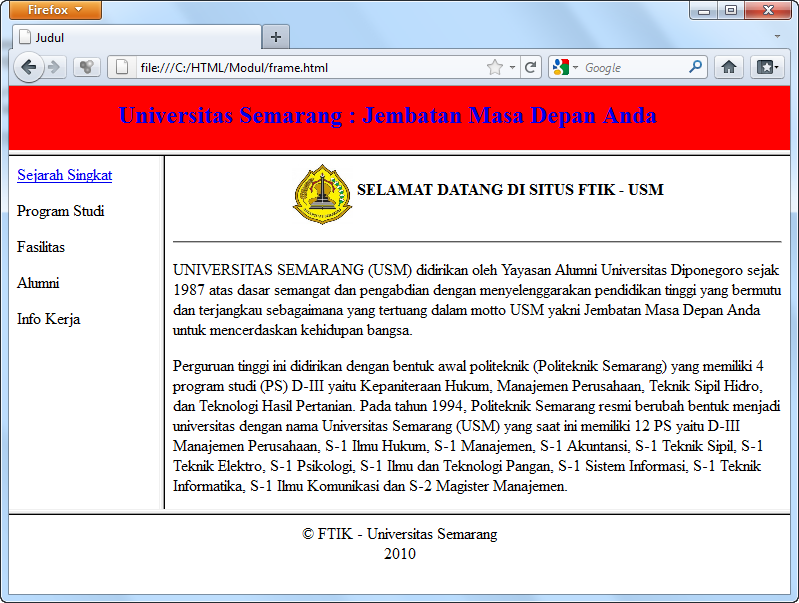 Firefox
Judul
file:///C:/HTML/Modul/frame.html
Google
Universitas Semarang : Jembatan Masa Depan Anda
Sejarah Singkat
Program Studi
Fasilitas
Alumni
Info Kerja
SELAMAT DATANG DI SITUS FTIK - USM
UNIVERSITAS SEMARANG (USM) didirikan oleh Yayasan Alumni Universitas Diponegoro sejak
1987 atas dasar semangat dan pengabdian dengan menyelenggarakan pendidikan tinggi yang bermutu
dan terjangkau sebagaimana yang tertuang dalam motto USM yakni Jembatan Masa Depan Anda
untuk mencerdaskan kehidupan bangsa.
Perguruan tinggi ini didirikan dengan bentuk awal politeknik (Politeknik Semarang) yang memiliki 4
program studi (PS) D-III yaitu Kepaniteraan Hukum, Manajemen Perusahaan, Teknik Sipil Hidro,
dan Teknologi Hasil Pertanian. Pada tahun 1994, Politeknik Semarang resmi berubah bentuk menjadi
universitas dengan nama Universitas Semarang (USM) yang saat ini memiliki 12 PS yaitu D-III
Manajemen Perusahaan, S-1 Ilmu Hukum, S-1 Manajemen, S-1 Akuntansi, S-1 Teknik Sipil, S-1
Teknik Elektro, S-1 Psikologi, S-1 Ilmu dan Teknologi Pangan, S-1 Sistem Informasi, S-1 Teknik
Informatika, S-1 Ilmu Komunikasi dan S-2 Magister Manajemen.
© FTIK - Universitas Semarang
2010